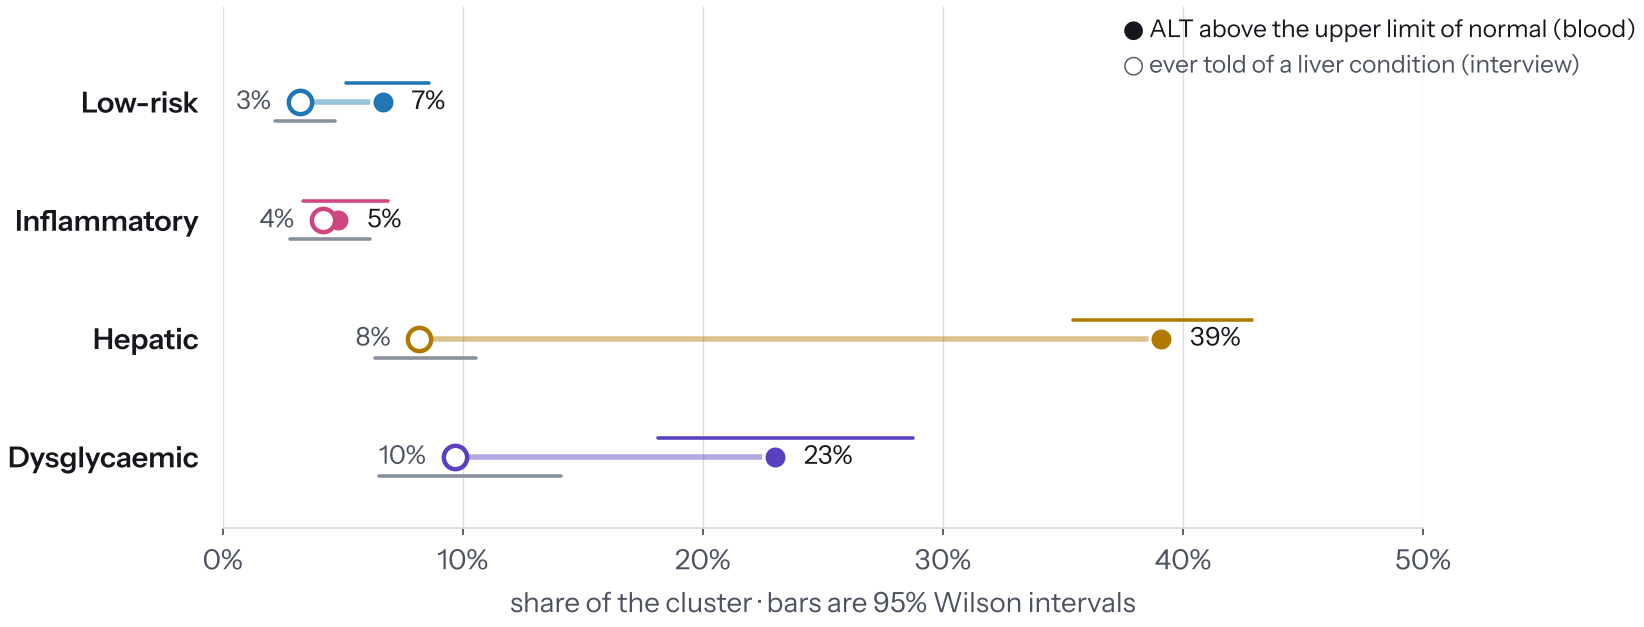 ALT above the upper limit of normal (blood)
ever told of a liver condition (interview)
Low-risk 3% 7%
Inflammatory 4% 5%
Hepatic 8% 39%
Dysglycaemic 10% 23%
0% 10% 20% 30% 40% 50%
share of the cluster · bars are 95% Wilson intervals